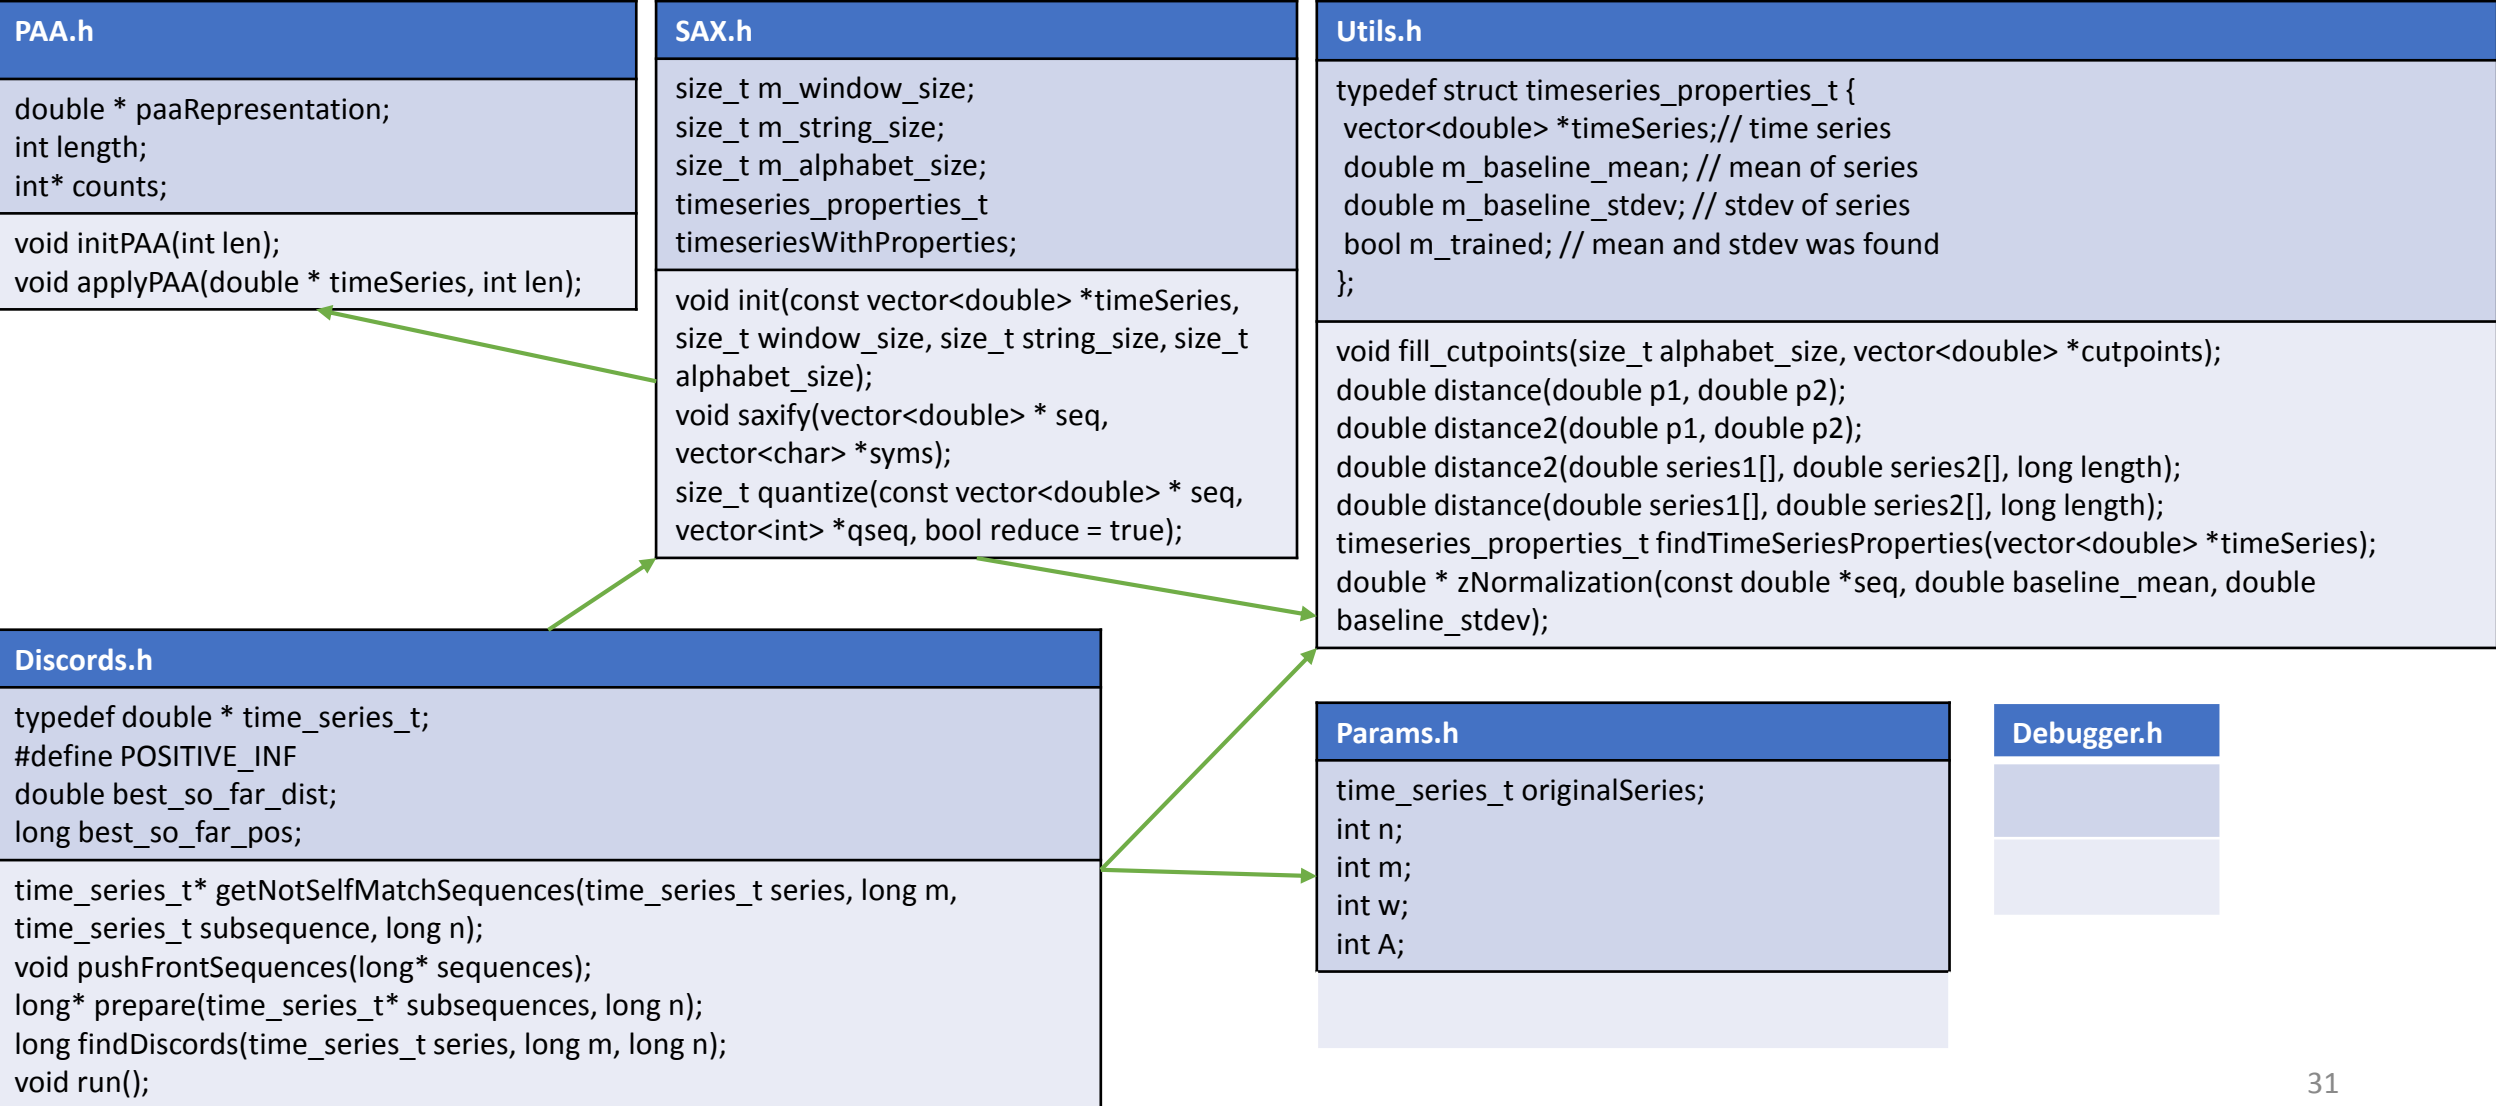 PAA.h
double * paaRepresentation;
int length;
int* counts;
void initPAA(int len);
void applyPAA(double * timeSeries, int len);
SAX.h
size_t m_window_size;
size_t m_string_size;
size_t m_alphabet_size;
timeseries_properties_t
timeseriesWithProperties;
void init(const vector<double> *timeSeries,
size_t window_size, size_t string_size, size_t
alphabet_size);
void saxify(vector<double> * seq,
vector<char> *syms);
size_t quantize(const vector<double> * seq,
vector<int> *qseq, bool reduce = true);
Utils.h
typedef struct timeseries_properties_t {
vector<double> *timeSeries;// time series
double m_baseline_mean; // mean of series
double m_baseline_stdev; // stdev of series
bool m_trained; // mean and stdev was found
};
void fill_cutpoints(size_t alphabet_size, vector<double> *cutpoints);
double distance(double p1, double p2);
double distance2(double p1, double p2);
double distance2(double series1[], double series2[], long length);
double distance(double series1[], double series2[], long length);
timeseries_properties_t findTimeSeriesProperties(vector<double> *timeSeries);
double * zNormalization(const double *seq, double baseline_mean, double
baseline_stdev);
Discords.h
typedef double * time_series_t;
#define POSITIVE_INF
double best_so_far_dist;
long best_so_far_pos;
time_series_t* getNotSelfMatchSequences(time_series_t series, long m,
time_series_t subsequence, long n);
void pushFrontSequences(long* sequences);
long* prepare(time_series_t* subsequences, long n);
long findDiscords(time_series_t series, long m, long n);
void run();
Params.h
time_series_t originalSeries;
int n;
int m;
int w;
int A;
Debugger.h
31